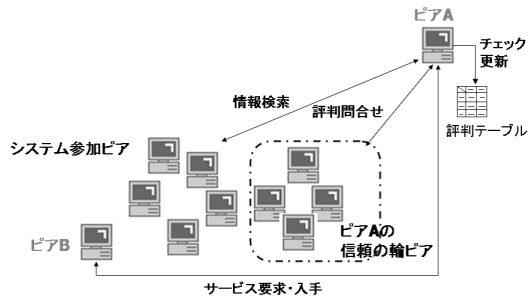 ピアA
チェック
更新
情報検索
評判問合せ
評判テーブル
システム参加ピア
ピアAの
信頼の輪ピア
ピアB
サービス要求・入手